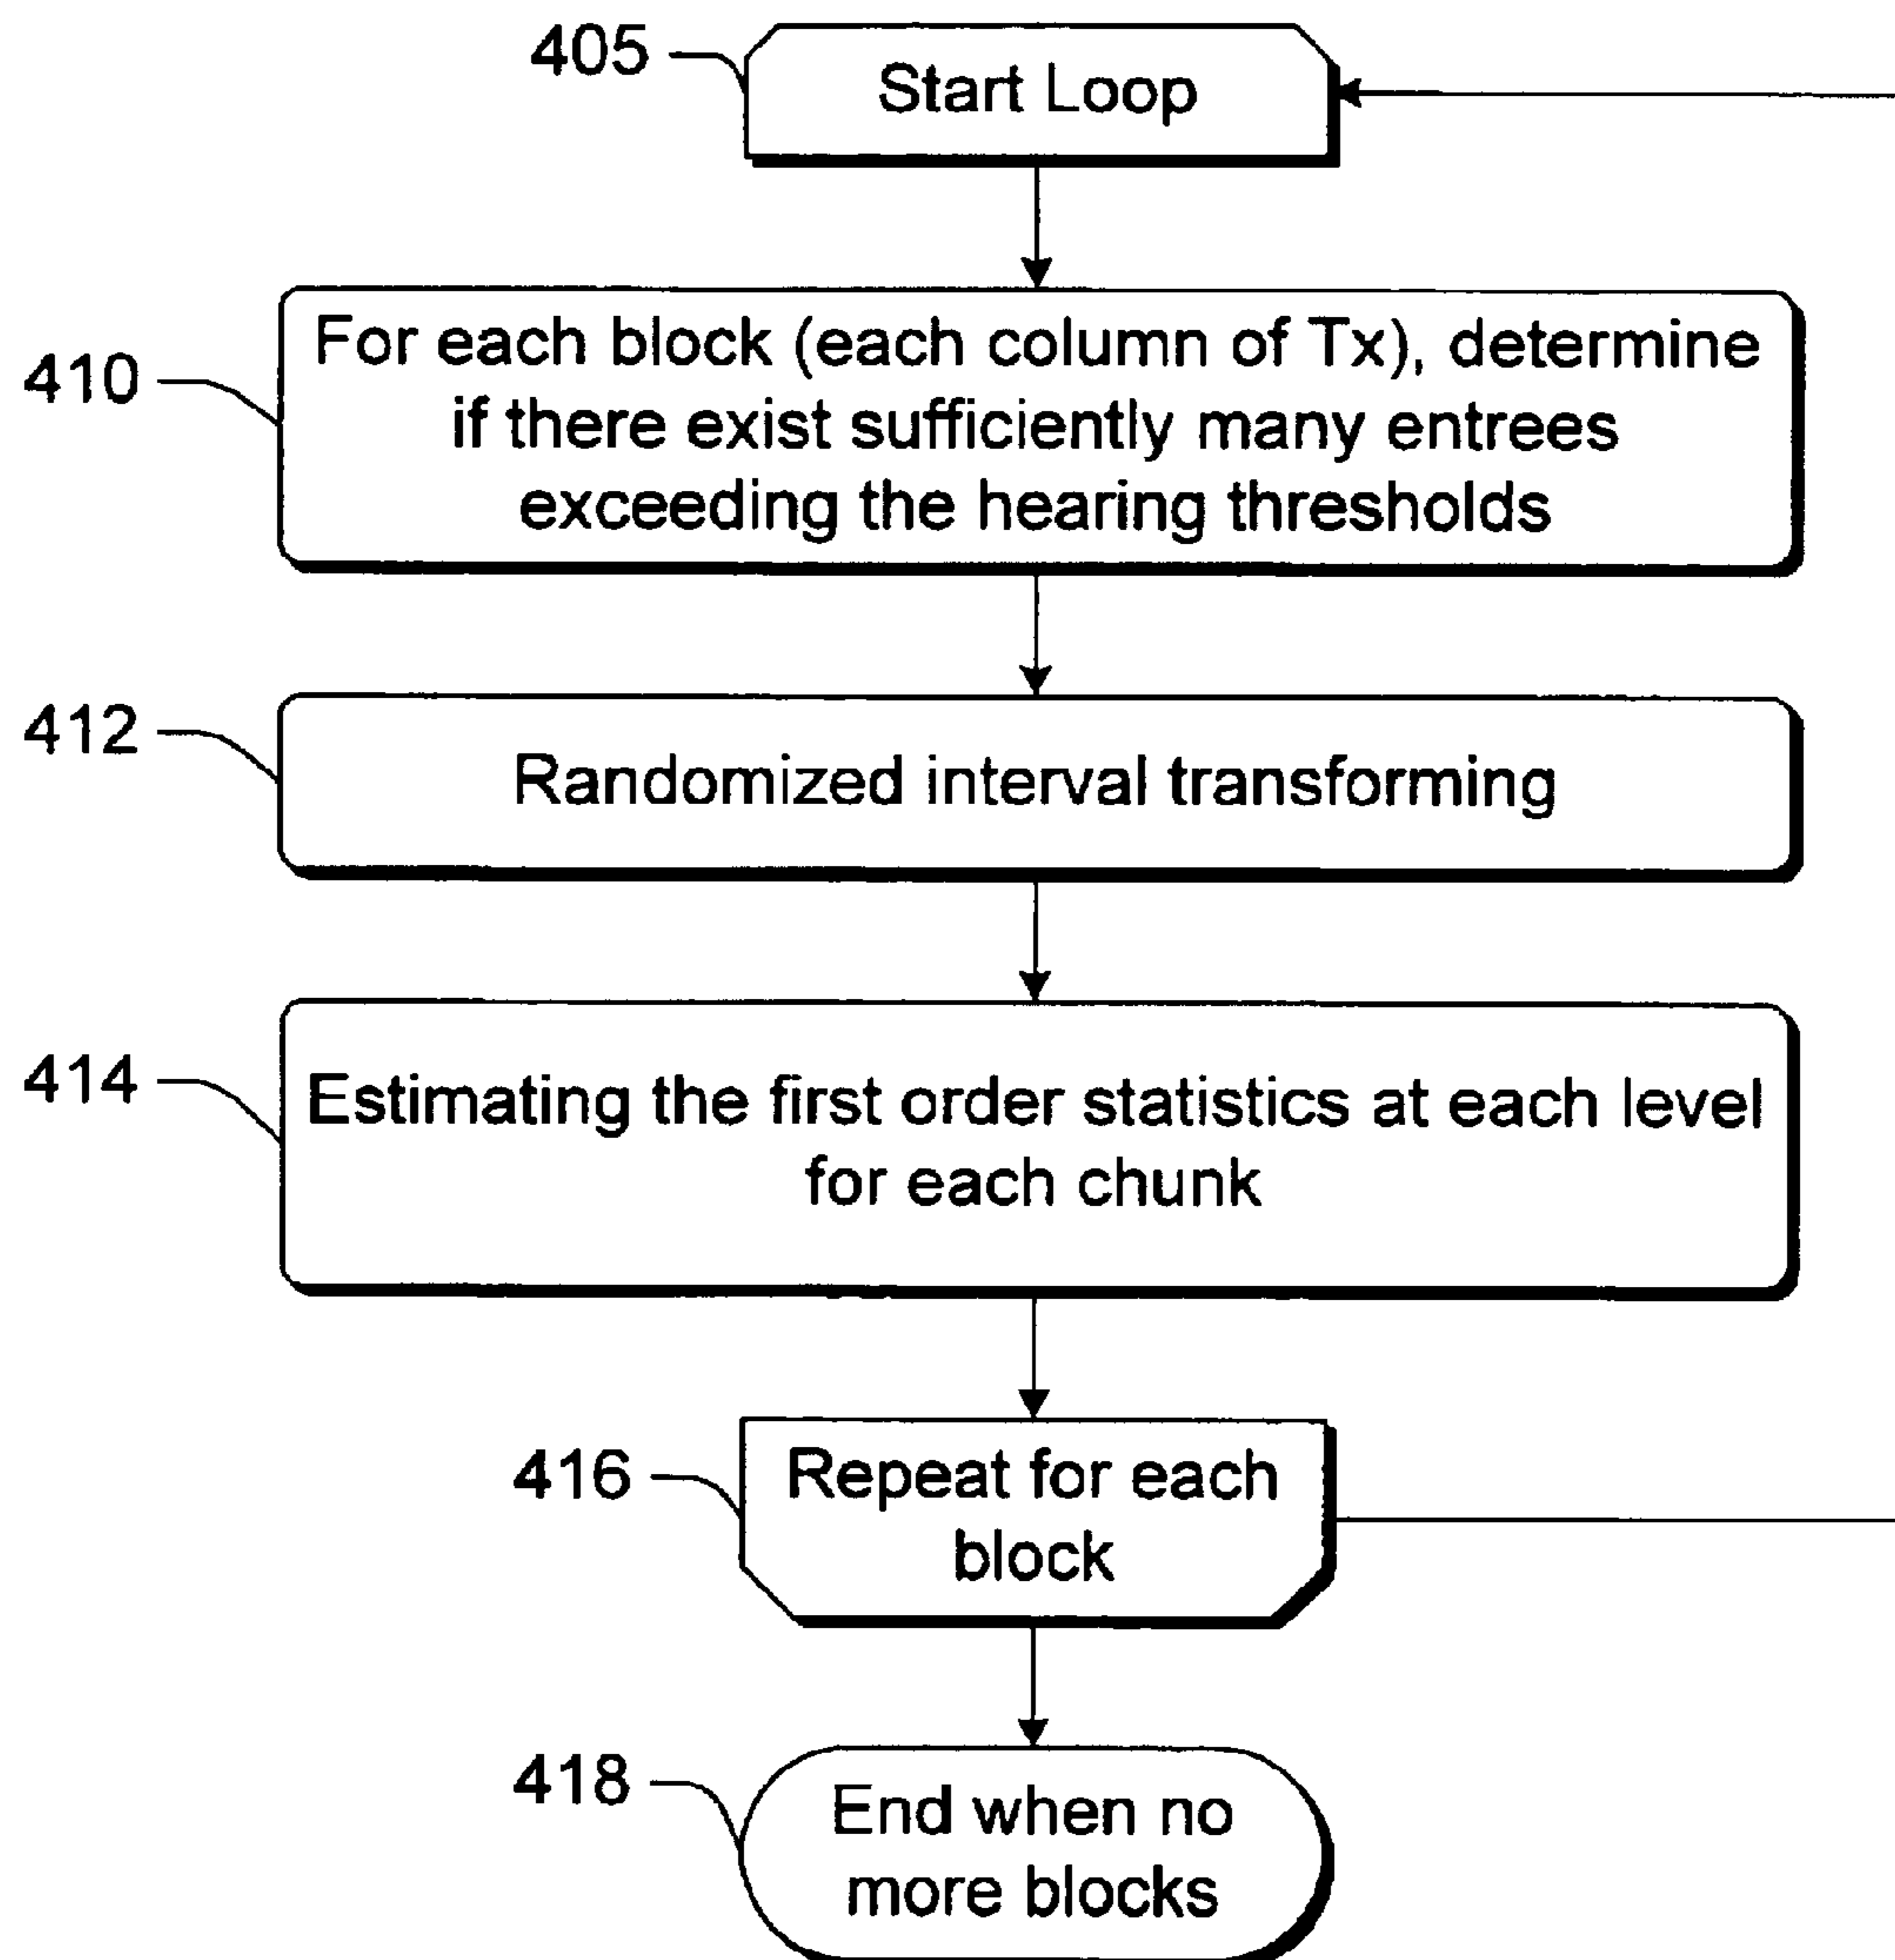 405
Start Loop
410
For each block (each column of Tx), determine
if there exist sufficiently many entrees
exceeding the hearing thresholds
412
Randomized interval transforming
414
Estimating the first order statistics at each level
for each chunk
416
Repeat for each
block
418
End when no
more blocks